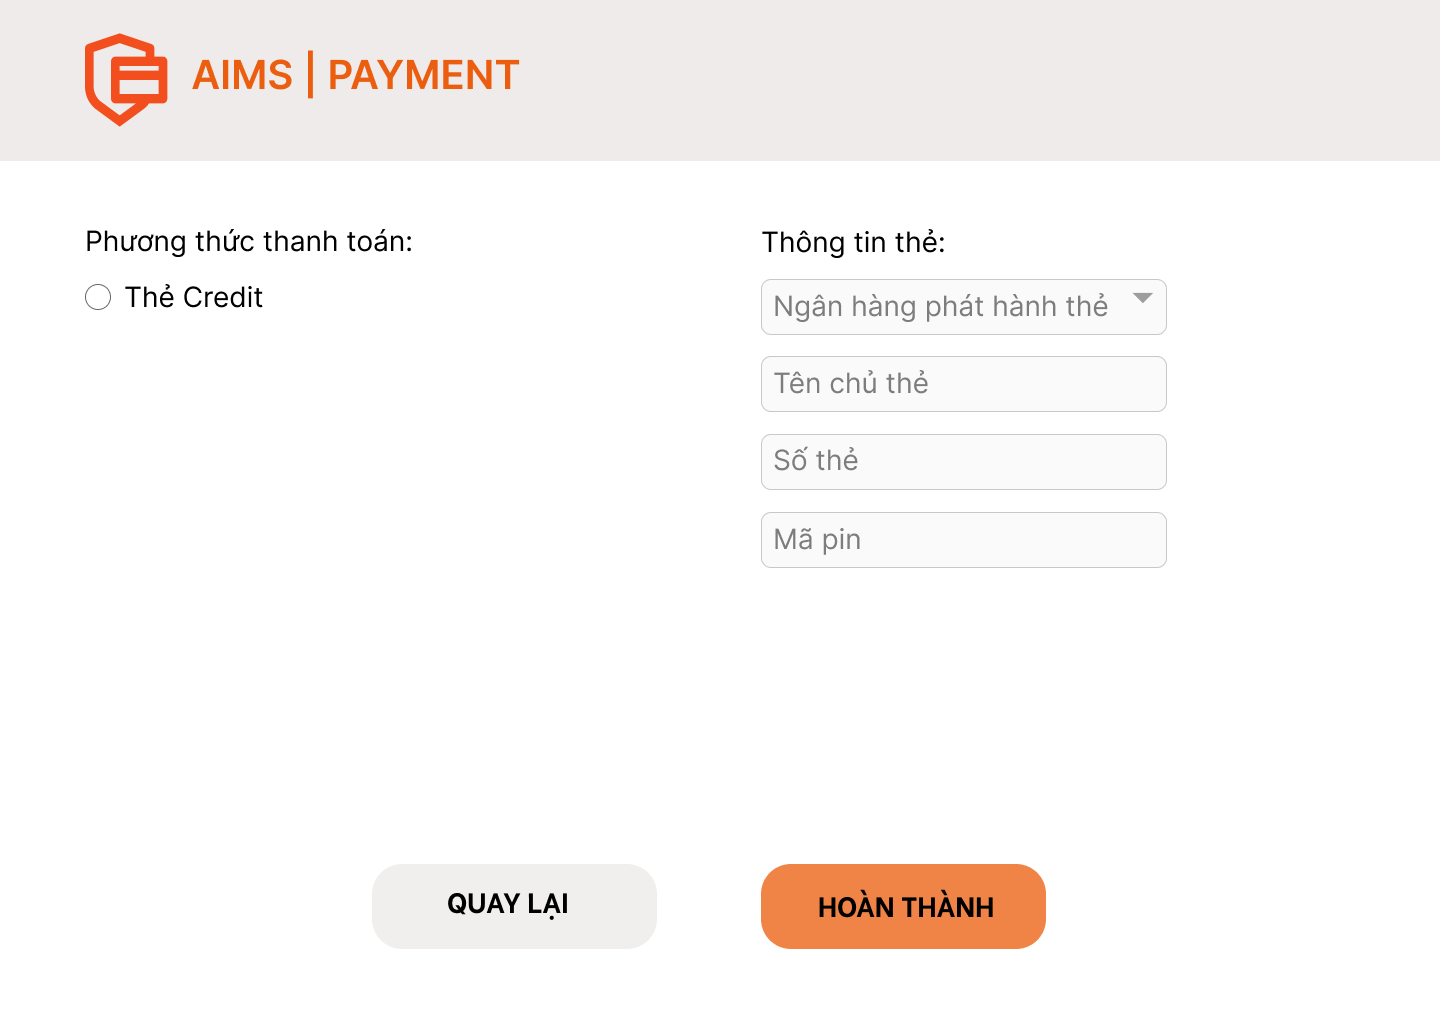 AIMS | PAYMENT
Phương thức thanh toán:
Thẻ Credit
Thông tin thẻ:
Ngân hàng phát hành thẻ
Tên chủ thẻ
Số thẻ
Mã pin
QUAY LẠI
HOÀN THÀNH